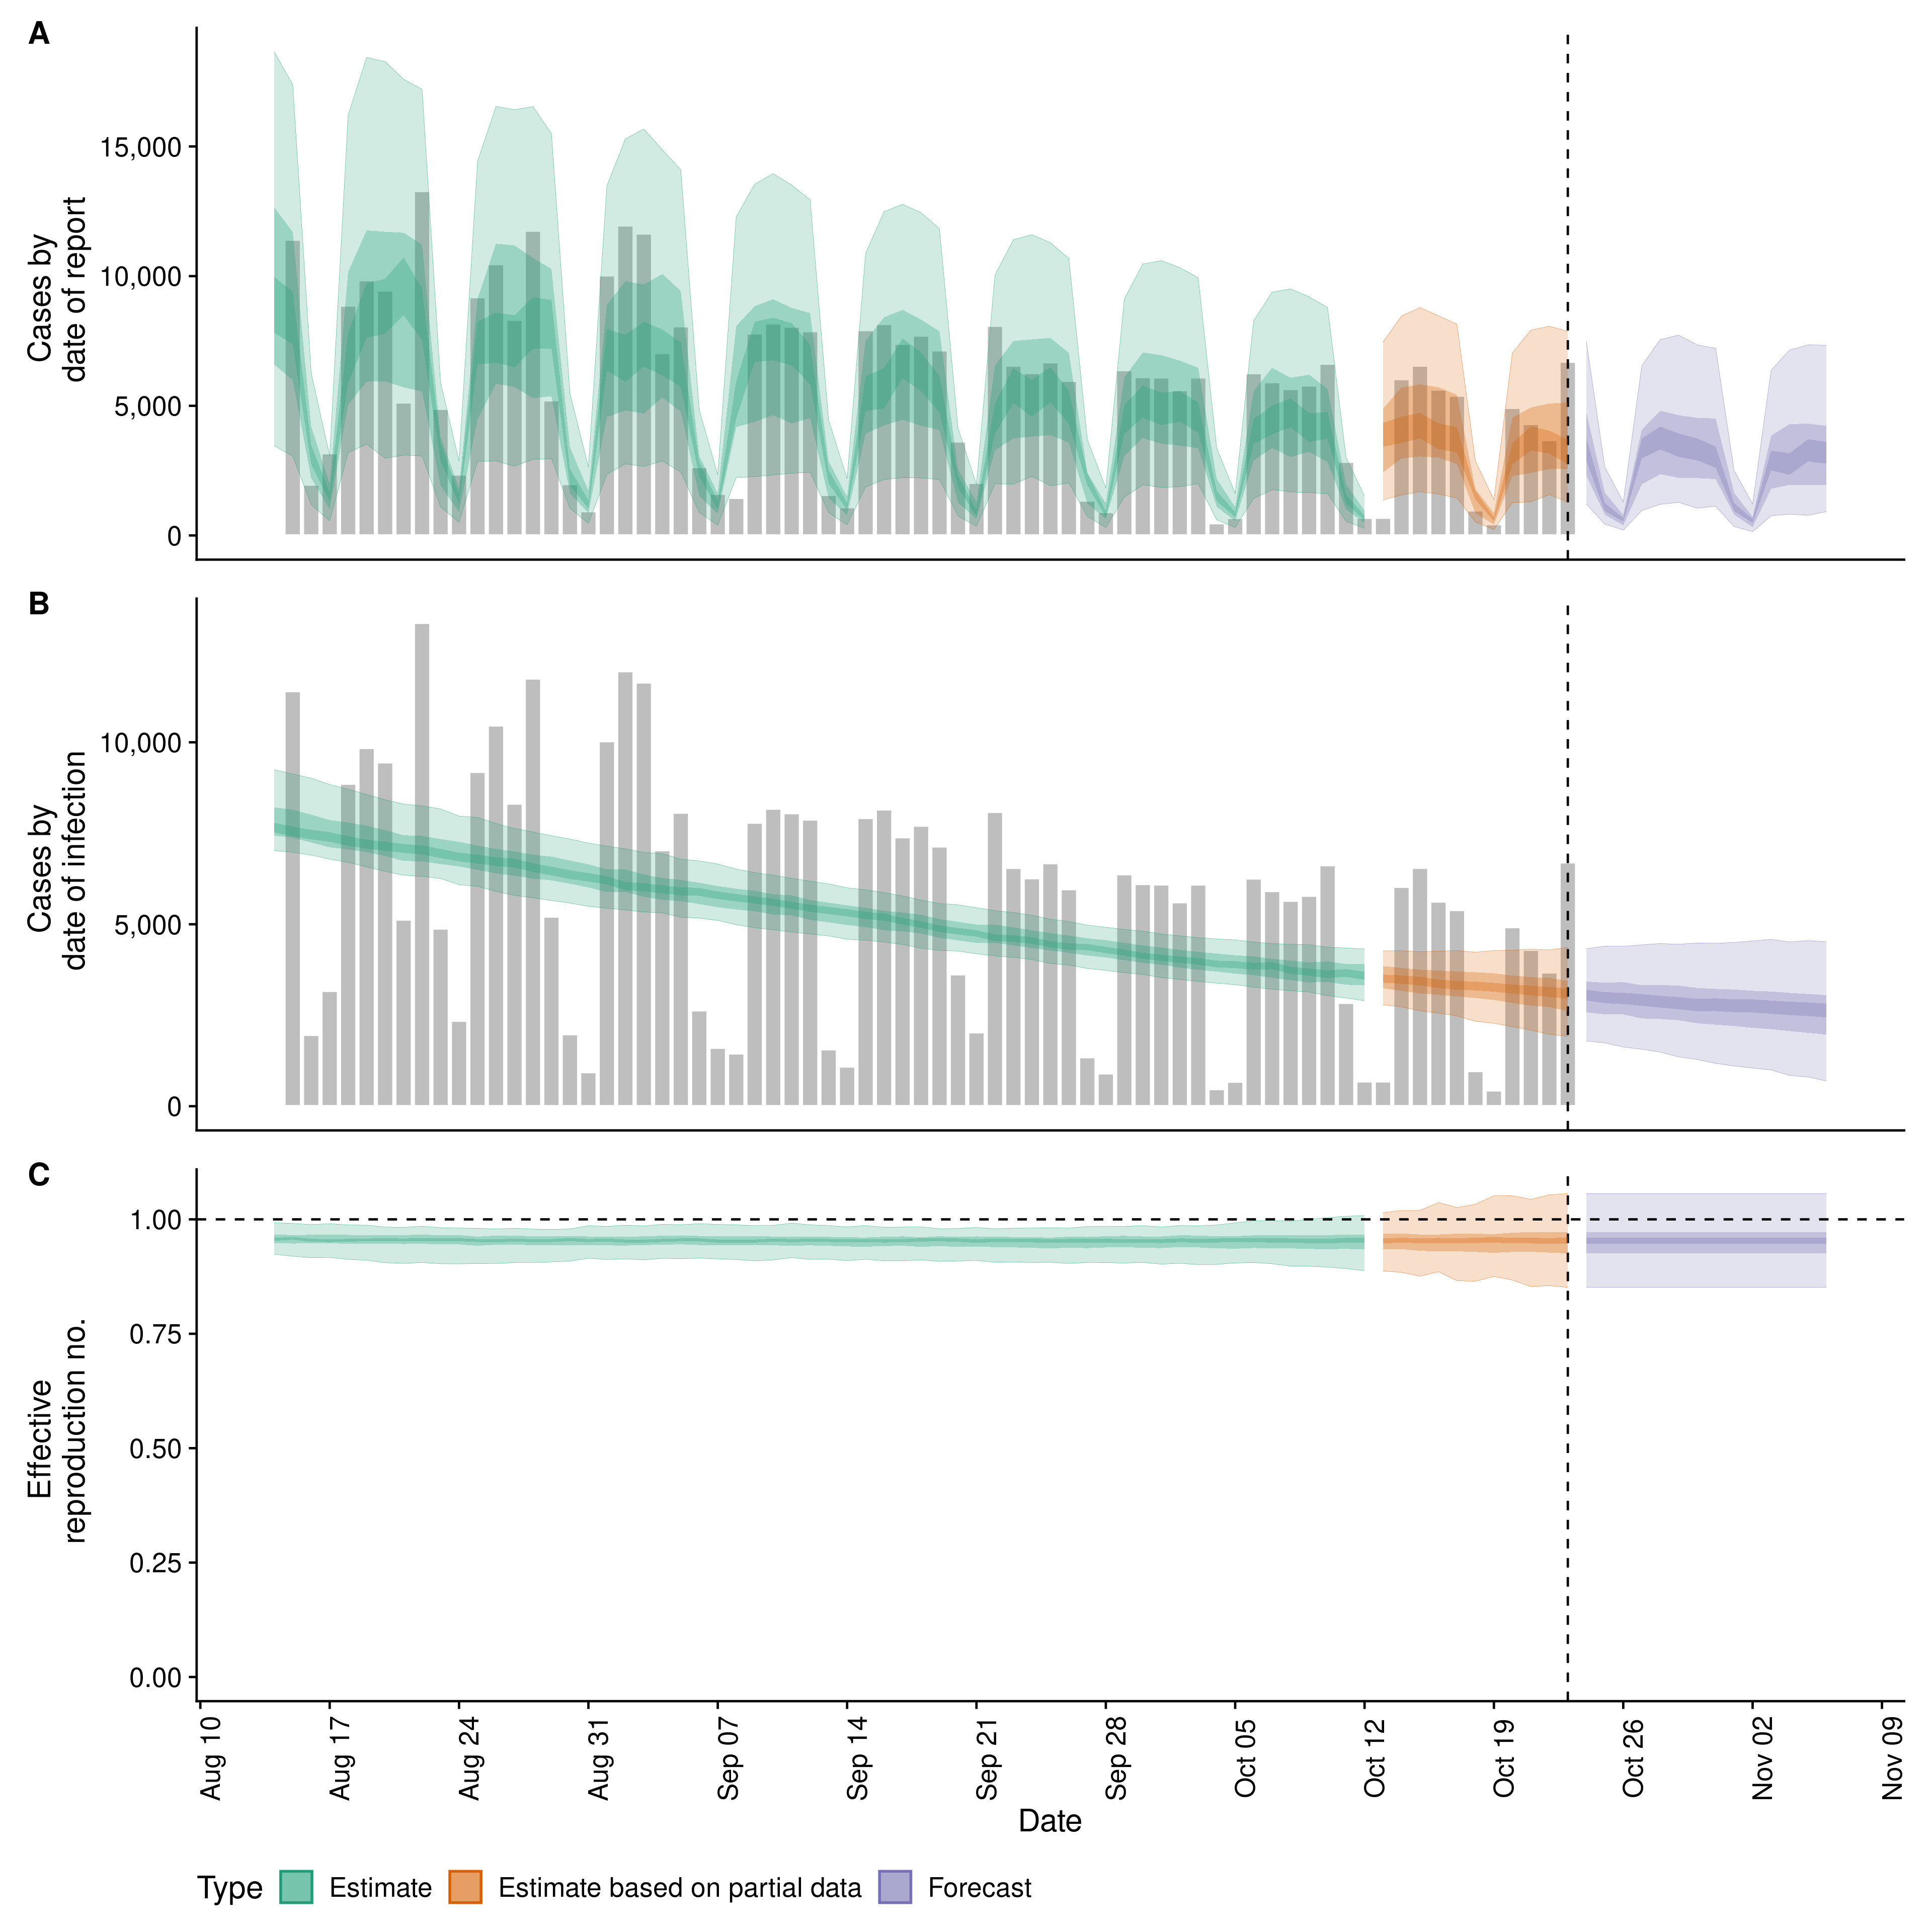 A
Cases by
date of report
15,000
10,000
5,000
0
B
Cases by
date of infection
10,000
5,000
0
C
Effective
reproduction no.
1.00
0.75
0.50
0.25
0.00
Aug 10
Aug 17
Aug 24
Aug 31
Sep 07
Sep 14
Sep 21
Sep 28
Oct 05
Oct 12
Oct 19
Oct 26
Nov 02
Nov 09
Date
Type Estimate Estimate based on partial data Forecast